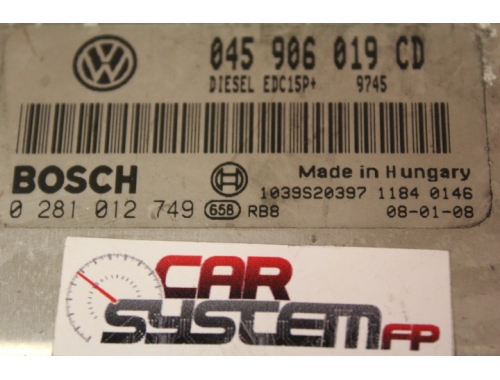 045 906 019 CD
DIESEL EDC15P+ 9745
BOSCH Made in Hungary
1039S20397 1184 0146
0 281 012 749 658 RB8 08-01-08
CAR
SYSTEM FP